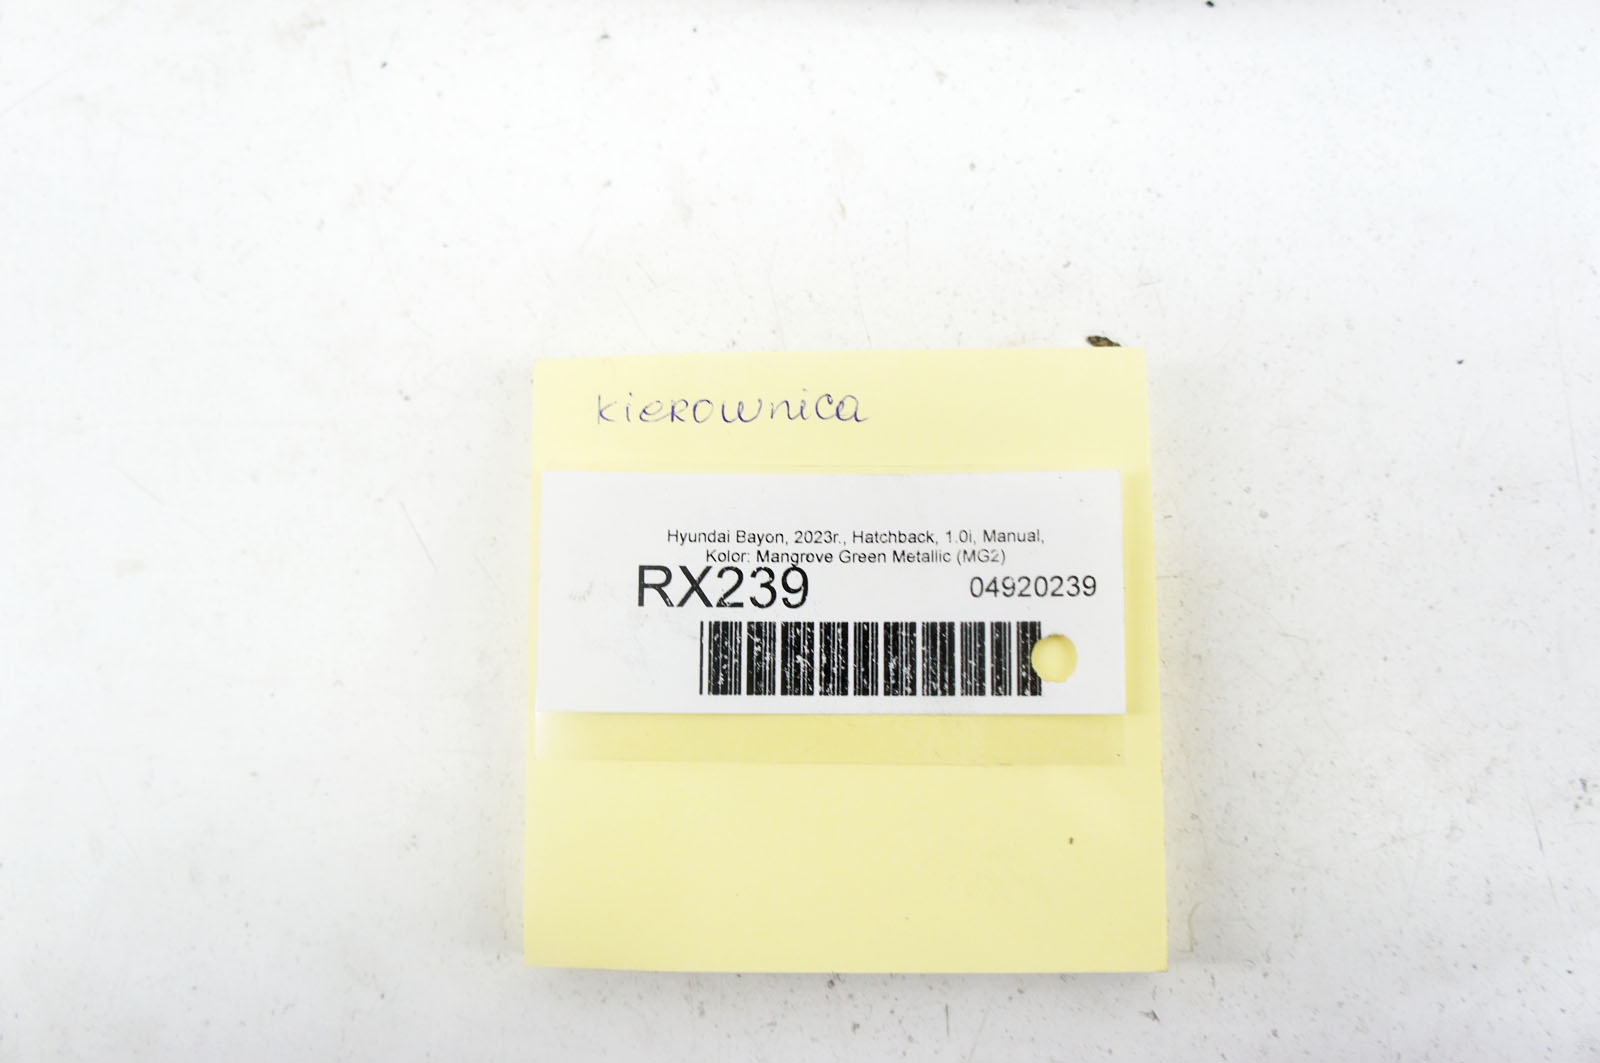 kierownica
Hyundai Bayon, 2023r., Hatchback, 1.0i, Manual,
Kolor: Mangrove Green Metallic (MG2)
RX239 04920239